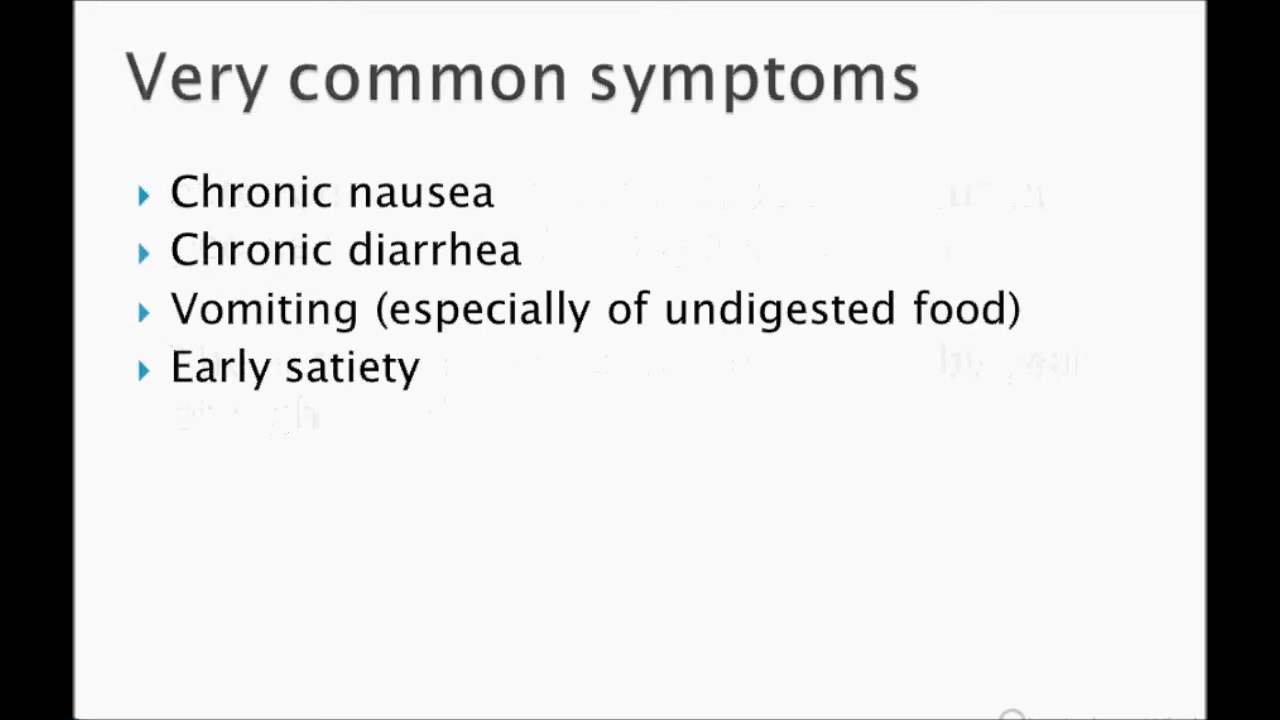 Very common symptoms
Chronic nausea
Chronic diarrhea
Vomiting (especially of undigested food)
Early satiety